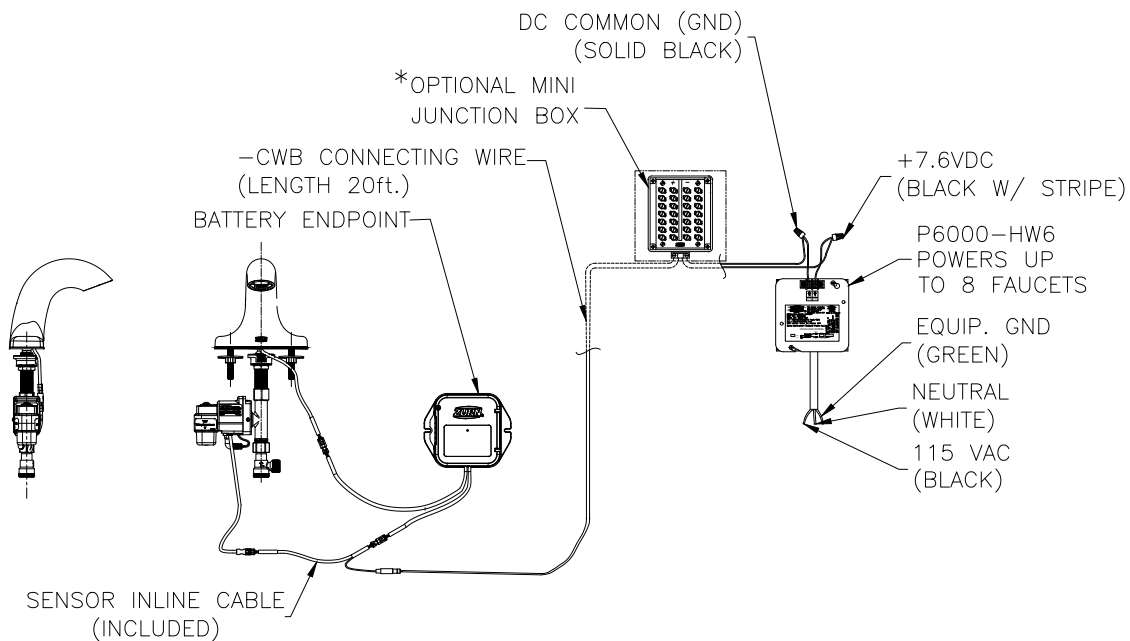 DC COMMON (GND)
(SOLID BLACK)
*OPTIONAL MINI
JUNCTION BOX
-CWB CONNECTING WIRE
(LENGTH 20ft.)
BATTERY ENDPOINT
+7.6VDC
(BLACK W/ STRIPE)
P6000-HW6
POWERS UP
TO 8 FAUCETS
EQUIP. GND
(GREEN)
NEUTRAL
(WHITE)
115 VAC
(BLACK)
ZURN
SENSOR INLINE CABLE
(INCLUDED)